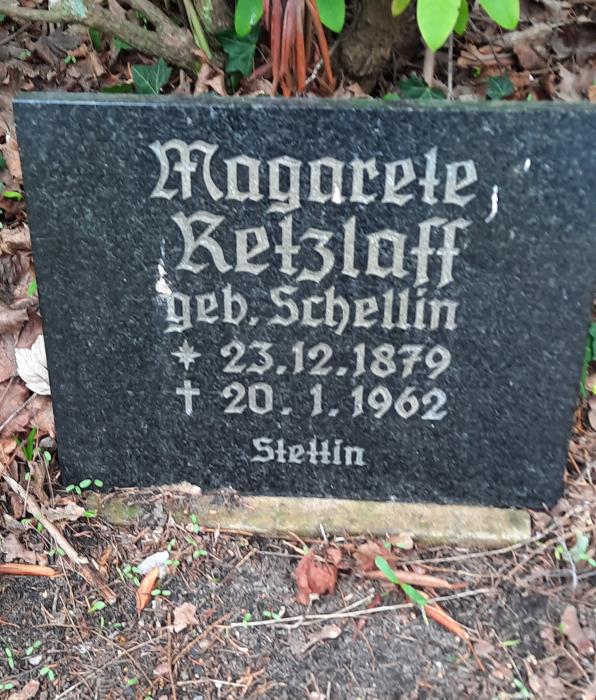 Magarete
Retzlaff
geb. Schellin
* 23.12.1879
† 20. 1. 1962
Stettin